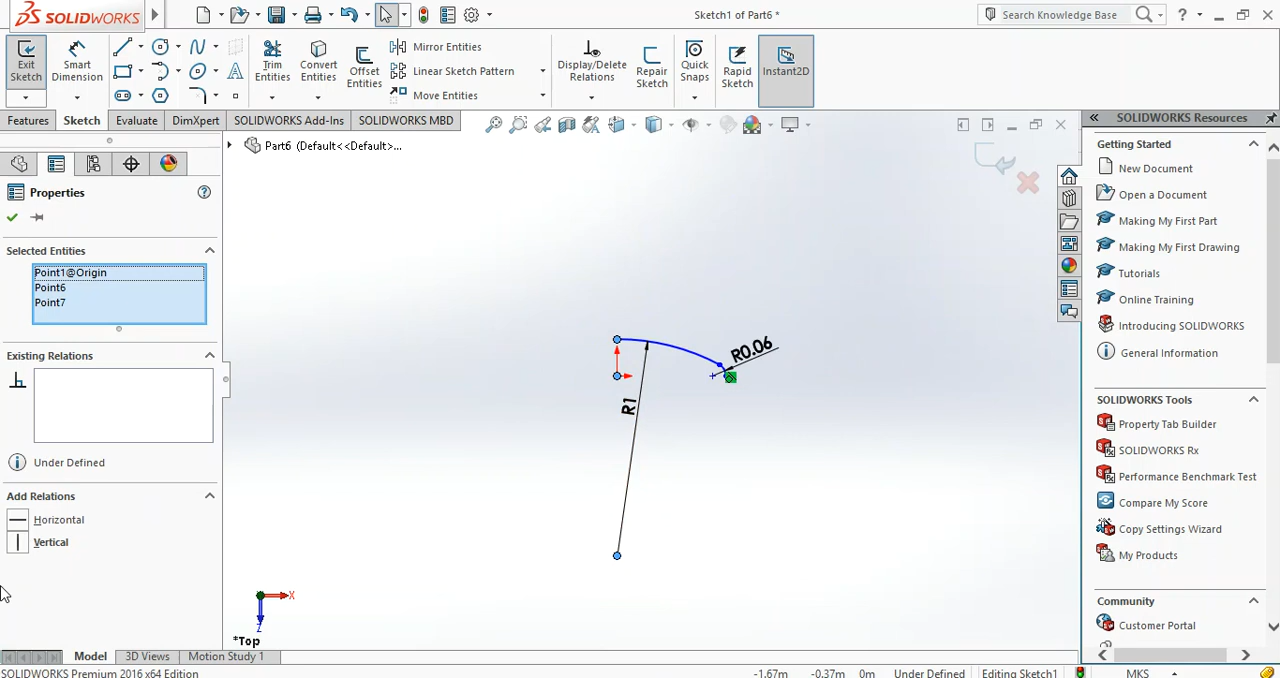 SOLIDWORKS
Sketch1 of Part6 *
Search Knowledge Base
?
Exit Sketch
Smart Dimension
Trim Entities
Convert Entities
Offset Entities
Mirror Entities
Linear Sketch Pattern
Move Entities
Display/Delete Relations
Repair Sketch
Quick Snaps
Rapid Sketch
Instant2D
Features
Sketch
Evaluate
DimXpert
SOLIDWORKS Add-Ins
SOLIDWORKS MBD
Part6 (Default<<Default>...
Properties
?
Selected Entities
Point1@Origin
Point6
Point7
Existing Relations
Under Defined
Add Relations
Horizontal
Vertical
R0.06
R1
X
Z
*Top
SOLIDWORKS Resources
Getting Started
New Document
Open a Document
Making My First Part
Making My First Drawing
Tutorials
Online Training
Introducing SOLIDWORKS
General Information
SOLIDWORKS Tools
Property Tab Builder
SOLIDWORKS Rx
Performance Benchmark Test
Compare My Score
Copy Settings Wizard
My Products
Community
Customer Portal
Model
3D Views
Motion Study 1
SOLIDWORKS Premium 2016 x64 Edition
-1.67m
-0.37m
0m
Under Defined
Editing Sketch1
MKS